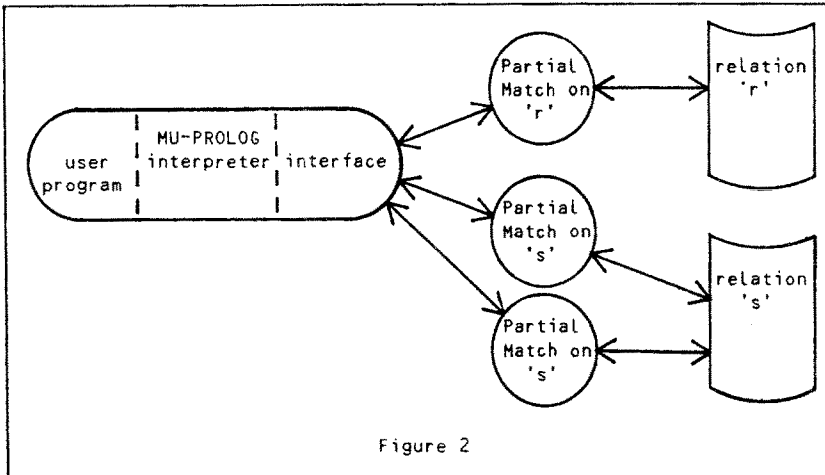 user
program
MU-PROLOG
interpreter
interface
Partial
Match on
'r'
relation
'r'
Partial
Match on
's'
Partial
Match on
's'
relation
's'
Figure 2